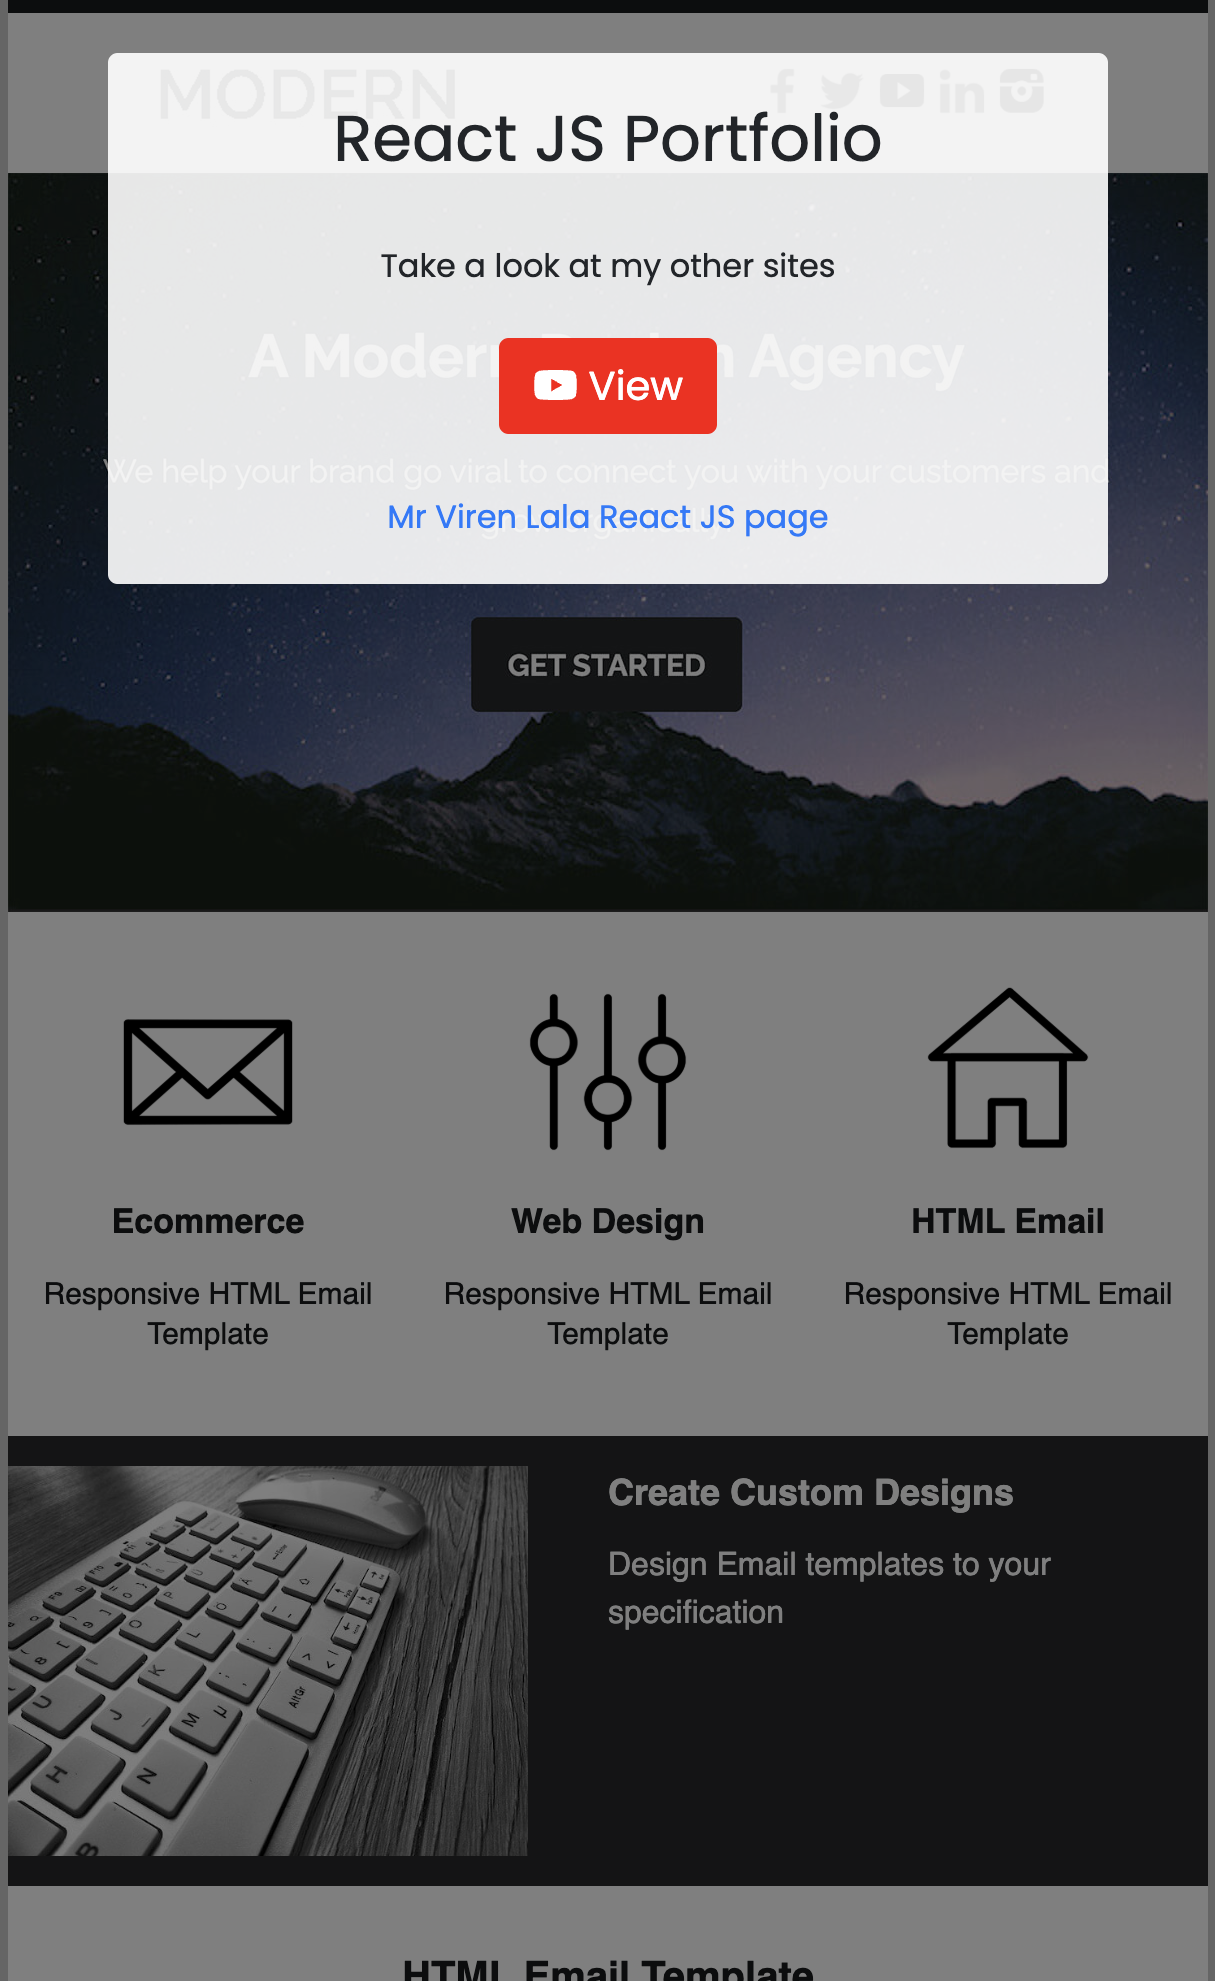 MODERN
React JS Portfolio
Take a look at my other sites
A Modern Agency
View
We help your brand go viral to connect you with your customers and
Mr Viren Lala React JS page
GET STARTED
Ecommerce
Web Design
HTML Email
Responsive HTML Email
Template
Responsive HTML Email
Template
Responsive HTML Email
Template
Create Custom Designs
Design Email templates to your
specification
AltGr
HTML Email Template